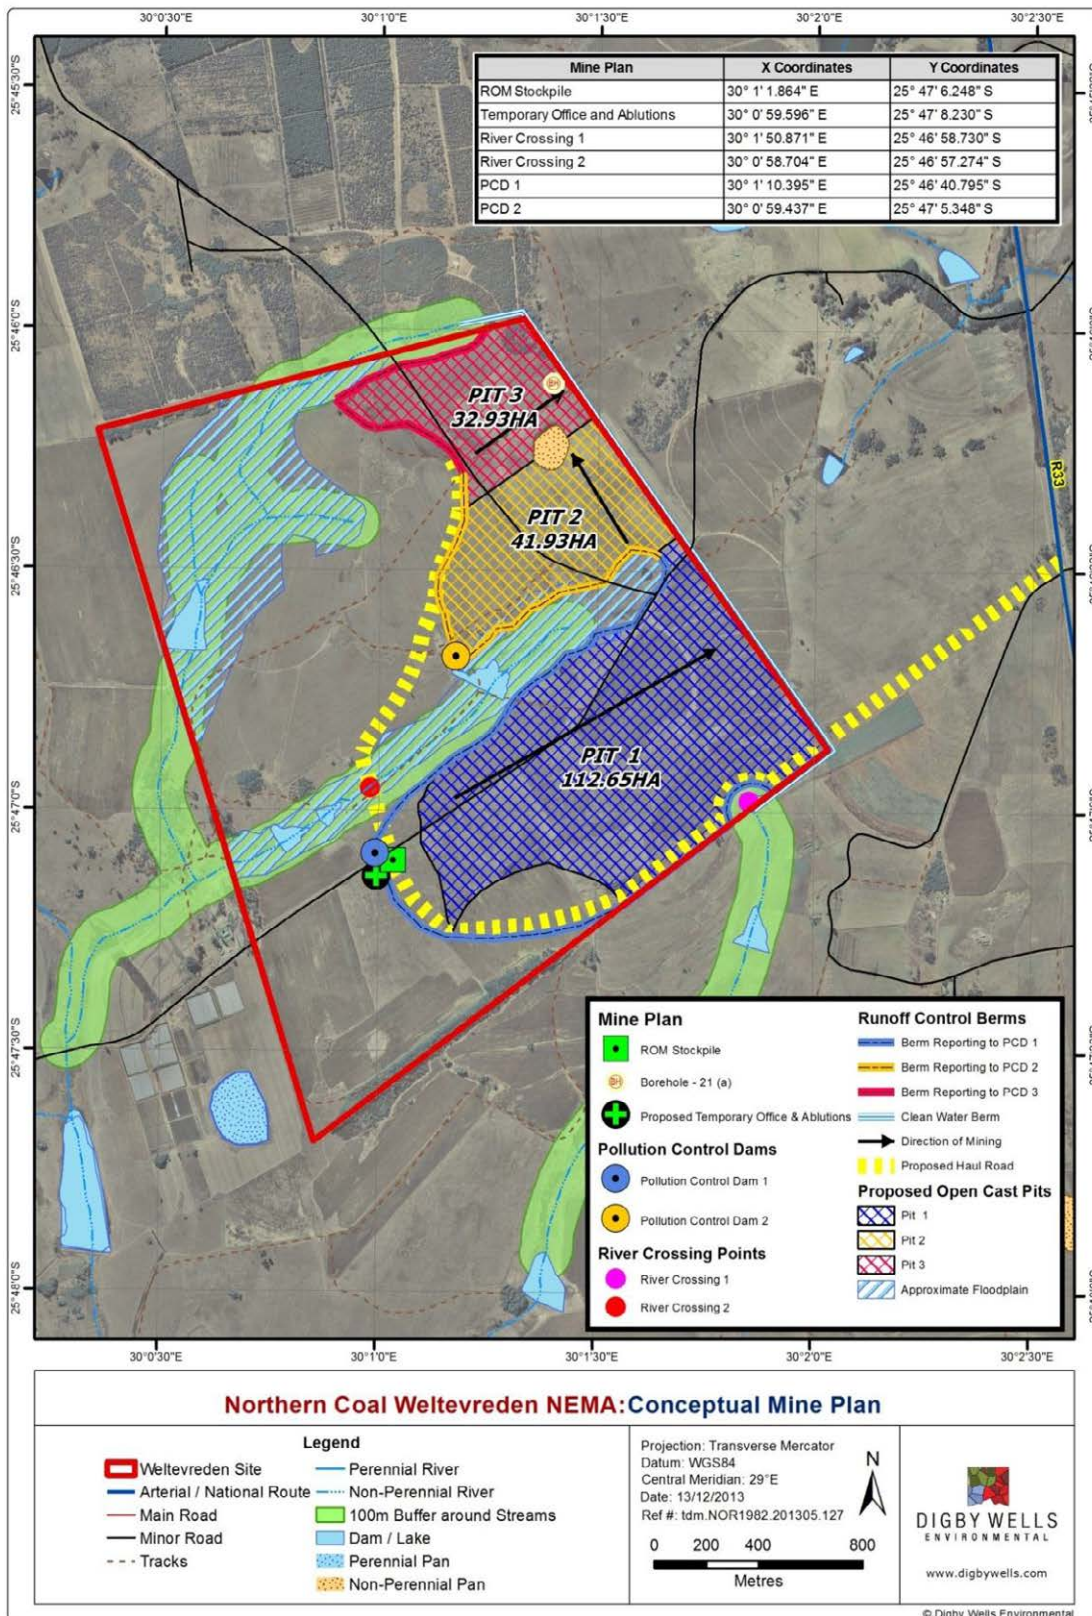 30°0'30"E 30°1'0"E 30°1'30"E 30°2'0"E 30°2'30"E
Mine Plan X Coordinates Y Coordinates
ROM Stockpile 30° 1' 1.864" E 25° 47' 6.248" S
Temporary Office and Ablutions 30° 0' 59.596" E 25° 47' 8.230" S
River Crossing 1 30° 1' 50.871" E 25° 46' 58.730" S
River Crossing 2 30° 0' 58.704" E 25° 46' 57.274" S
PCD 1 30° 1' 10.395" E 25° 46' 40.795" S
PCD 2 30° 0' 59.437" E 25° 47' 5.348" S
25°45'30"S
25°46'0"S
25°46'30"S
25°47'0"S
25°47'30"S
25°48'0"S
PIT 3
32.93HA
BH
PIT 2
41.93HA
R33
PIT 1
112.65HA
Mine Plan
ROM Stockpile
BH Borehole - 21 (a)
Proposed Temporary Office & Ablutions
Pollution Control Dams
Pollution Control Dam 1
Pollution Control Dam 2
River Crossing Points
River Crossing 1
River Crossing 2
Runoff Control Berms
Berm Reporting to PCD 1
Berm Reporting to PCD 2
Berm Reporting to PCD 3
Clean Water Berm
Direction of Mining
Proposed Haul Road
Proposed Open Cast Pits
Pit 1
Pit 2
Pit 3
Approximate Floodplain
30°0'30"E 30°1'0"E 30°1'30"E 30°2'0"E 30°2'30"E
Northern Coal Weltevreden NEMA:Conceptual Mine Plan
Legend
Weltevreden Site
Arterial / National Route
Main Road
Minor Road
Tracks
Perennial River
Non-Perennial River
100m Buffer around Streams
Dam / Lake
Perennial Pan
Non-Perennial Pan
Projection: Transverse Mercator
Datum: WGS84
Central Meridian: 29°E
Date: 13/12/2013
Ref #: tdm.NOR1982.201305.127
N
0 200 400 800
Metres
DIGBY WELLS
ENVIRONMENTAL
www.digbywells.com
© Digby Wells Environmental